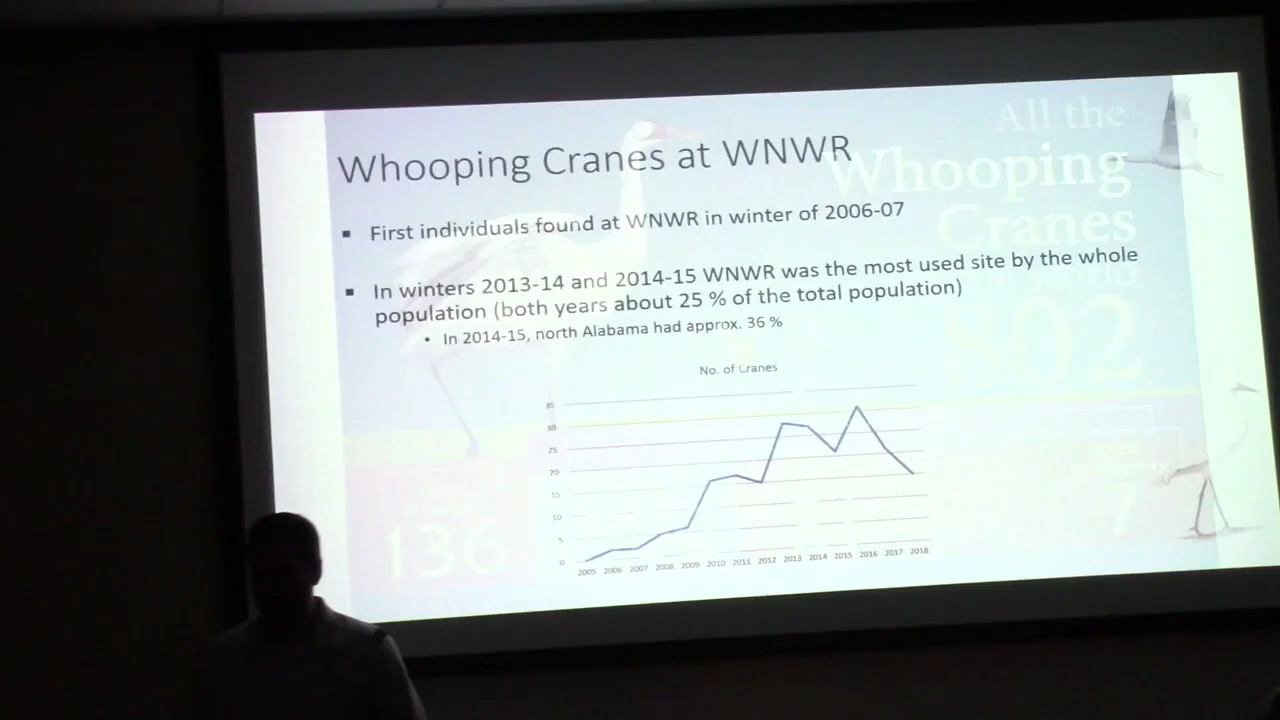 Whooping Cranes at WNWR
▪ First individuals found at WNWR in winter of 2006-07
▪ In winters 2013-14 and 2014-15 WNWR was the most used site by the whole
population (both years about 25 % of the total population)
• In 2014-15, north Alabama had approx. 36 %
No. of Cranes
35
30
25
20
15
10
5
0
2005 2006 2007 2008 2009 2010 2011 2012 2013 2014 2015 2016 2017 2018
All the
Whooping
Cranes
802
136
7